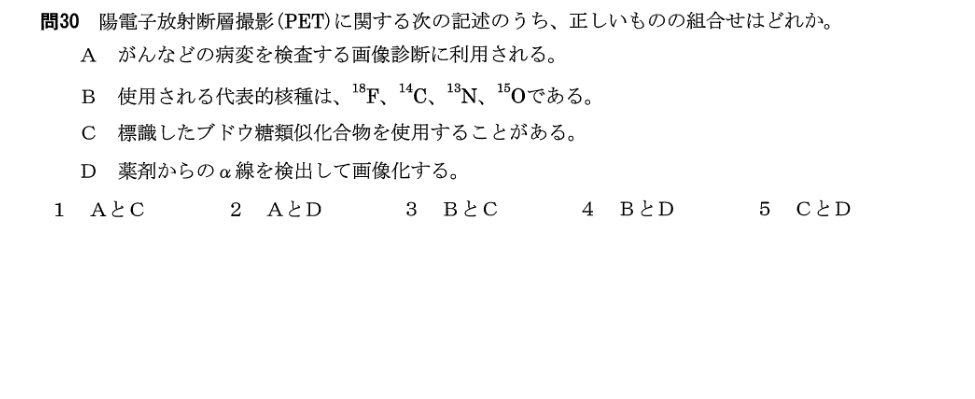 問30 陽電子放射断層撮影(PET)に関する次の記述のうち、正しいものの組合せはどれか。
A がんなどの病変を検査する画像診断に利用される。
B 使用される代表的核種は、¹⁸F、¹⁴C、¹³N、¹⁵Oである。
C 標識したブドウ糖類似化合物を使用することがある。
D 薬剤からのα線を検出して画像化する。
1 AとC 2 AとD 3 BとC 4 BとD 5 CとD